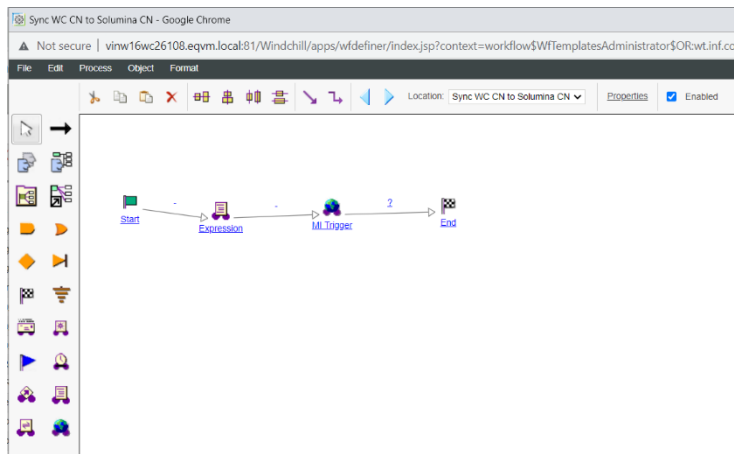 Sync WC CN to Solumina CN - Google Chrome
Not secure | vinw16wc26108.eqvm.local:81/Windchill/apps/wfdefiner/index.jsp?context=workflow$WfTemplatesAdministrator$OR:wt.inf.co
File Edit Process Object Format
Location: Sync WC CN to Solumina CN Properties Enabled
- - ?
Start Expression MI Trigger End